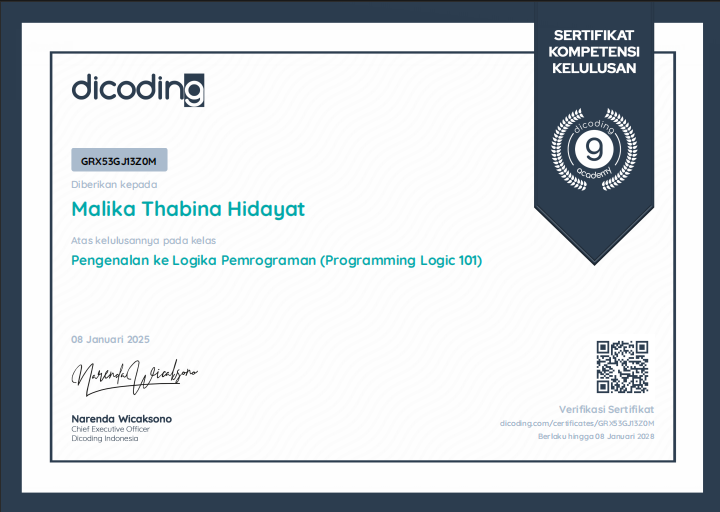 SERTIFIKAT
KOMPETENSI
KELULUSAN
dicoding
dicoding
9
academy
GRX53GJ13Z0M
Diberikan kepada
Malika Thabina Hidayat
Atas kelulusannya pada kelas
Pengenalan ke Logika Pemrograman (Programming Logic 101)
08 Januari 2025
Narenda Wicaksono
Narenda Wicaksono
Chief Executive Officer
Dicoding Indonesia
Verifikasi Sertifikat
dicoding.com/certificates/GRX53GJ13Z0M
Berlaku hingga 08 Januari 2028